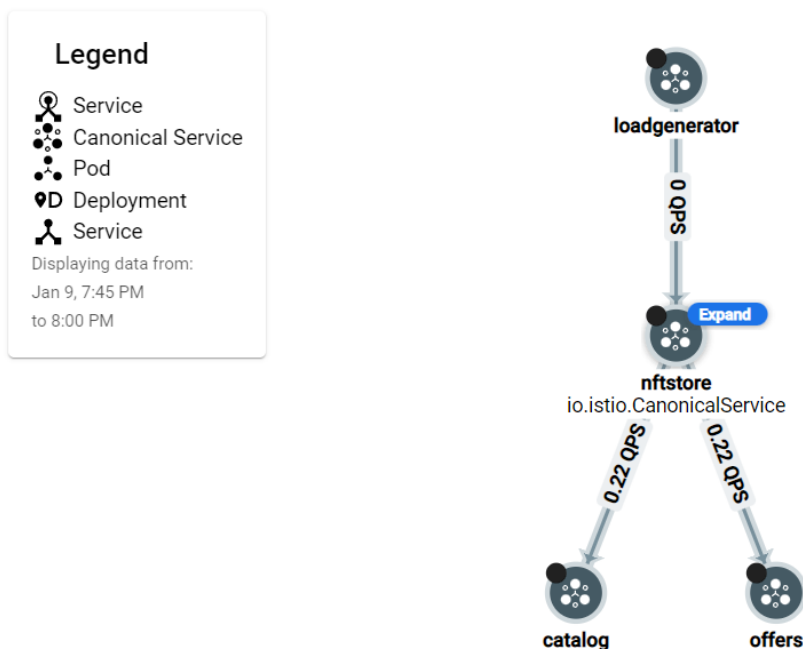 Legend
Service
Canonical Service
Pod
D Deployment
Service
Displaying data from:
Jan 9, 7:45 PM
to 8:00 PM
loadgenerator
0 QPS
Expand
nftstore
io.istio.CanonicalService
0.22 QPS
0.22 QPS
catalog
offers